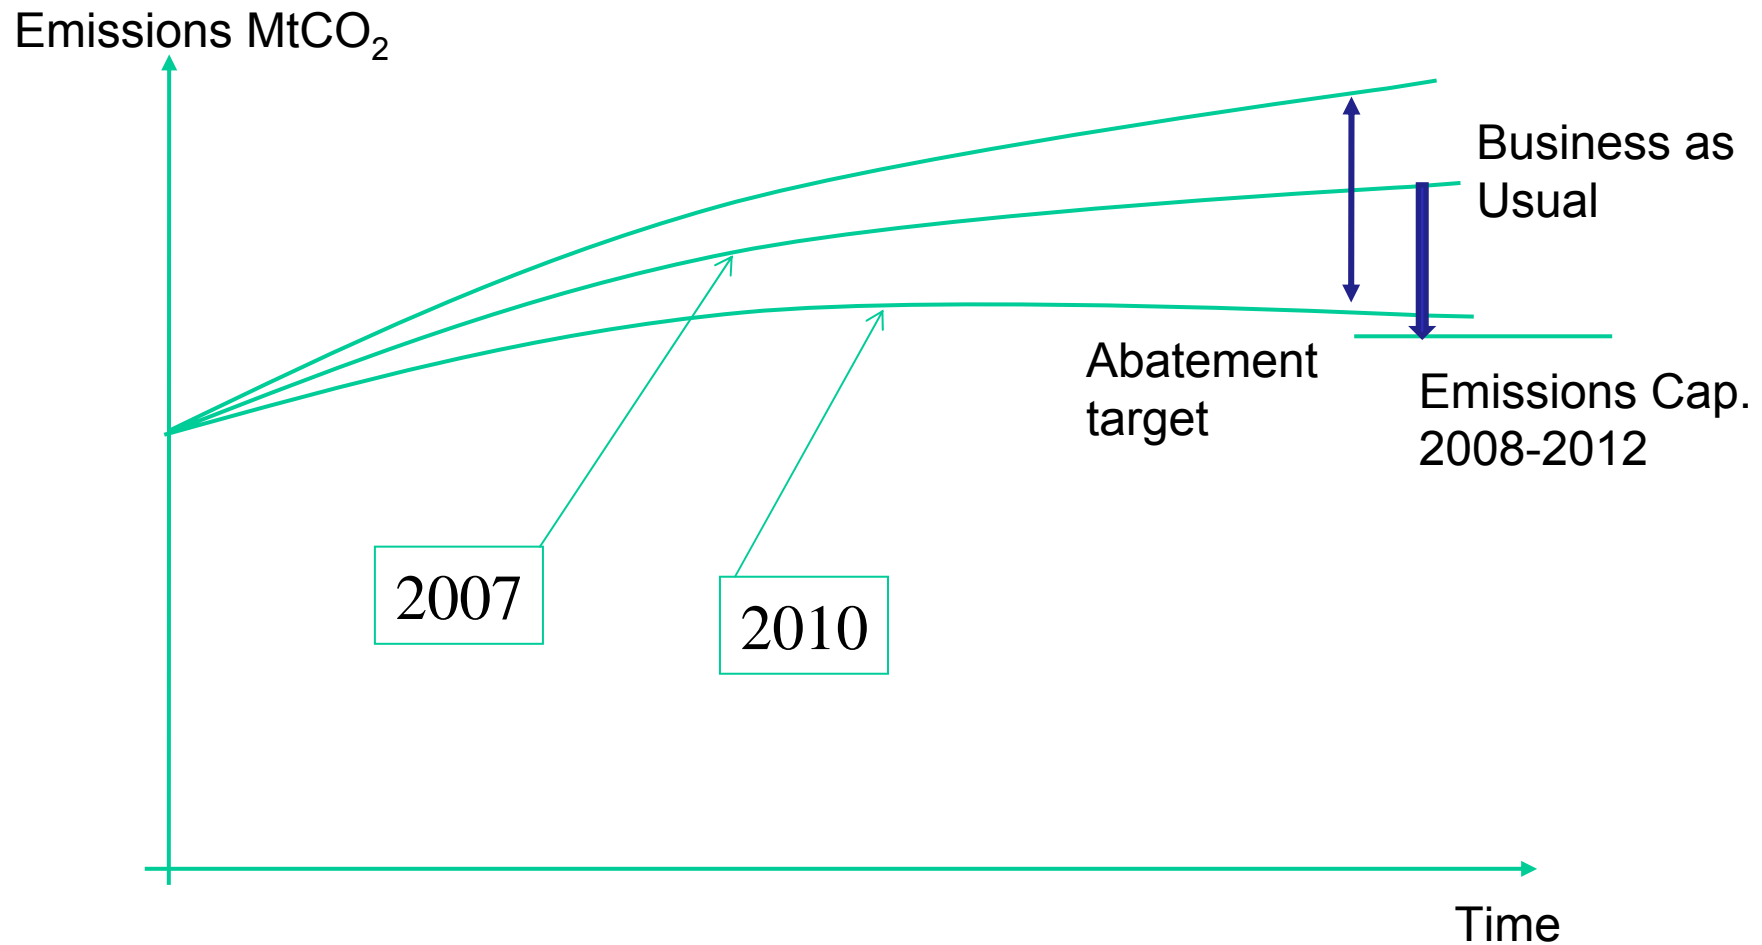 Emissions MtCO₂
Business as
Usual
Abatement
target
Emissions Cap.
2008-2012
2007
2010
Time